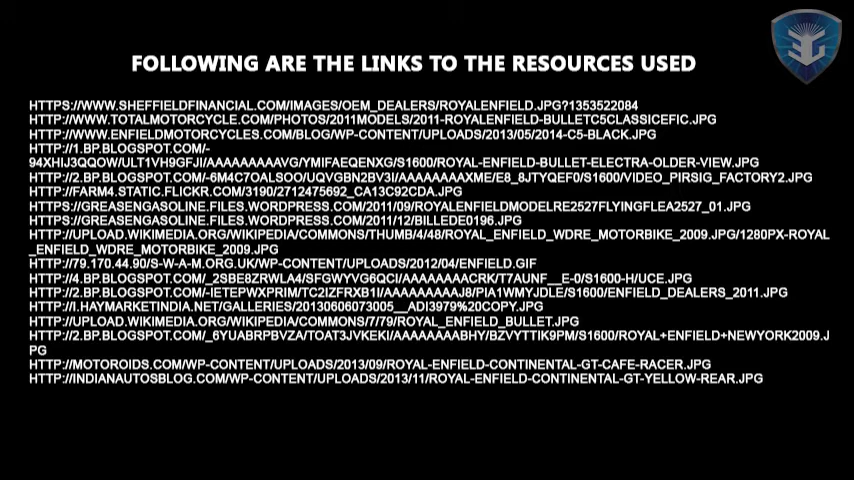 FOLLOWING ARE THE LINKS TO THE RESOURCES USED
HTTPS://WWW.SHEFFIELDFINANCIAL.COM/IMAGES/OEM_DEALERS/ROYALENFIELD.JPG?1353522084
HTTP://WWW.TOTALMOTORCYCLE.COM/PHOTOS/2011MODELS/2011-ROYALENFIELD-BULLETC5CLASSICEFIC.JPG
HTTP://WWW.ENFIELDMOTORCYCLES.COM/BLOG/WP-CONTENT/UPLOADS/2013/05/2014-C5-BLACK.JPG
HTTP://1.BP.BLOGSPOT.COM/-
94XHIJ3QQOW/ULT1VH9GFJI/AAAAAAAAAVG/YMIFAEQENXG/S1600/ROYAL-ENFIELD-BULLET-ELECTRA-OLDER-VIEW.JPG
HTTP://2.BP.BLOGSPOT.COM/-6M4C7OALSOO/UQVGBN2BV3I/AAAAAAAAXME/E8_8JTYQEF0/S1600/VIDEO_PIRSIG_FACTORY2.JPG
HTTP://FARM4.STATIC.FLICKR.COM/3190/2712475692_CA13C92CDA.JPG
HTTPS://GREASENGASOLINE.FILES.WORDPRESS.COM/2011/09/ROYALENFIELDMODELRE2527FLYINGFLEA2527_01.JPG
HTTPS://GREASENGASOLINE.FILES.WORDPRESS.COM/2011/12/BILLEDE0196.JPG
HTTP://UPLOAD.WIKIMEDIA.ORG/WIKIPEDIA/COMMONS/THUMB/4/48/ROYAL_ENFIELD_WDRE_MOTORBIKE_2009.JPG/1280PX-ROYAL
_ENFIELD_WDRE_MOTORBIKE_2009.JPG
HTTP://79.170.44.90/S-W-A-M.ORG.UK/WP-CONTENT/UPLOADS/2012/04/ENFIELD.GIF
HTTP://4.BP.BLOGSPOT.COM/_2SBE8ZRWLA4/SFGWYVG6QCI/AAAAAAAACRK/T7AUNF__E-0/S1600-H/UCE.JPG
HTTP://2.BP.BLOGSPOT.COM/-IETEPWXPRIM/TC2IZFRXB1I/AAAAAAAAAJ8/PIA1WMYJDLE/S1600/ENFIELD_DEALERS_2011.JPG
HTTP://I.HAYMARKETINDIA.NET/GALLERIES/20130606073005__ADI3979%20COPY.JPG
HTTP://UPLOAD.WIKIMEDIA.ORG/WIKIPEDIA/COMMONS/7/79/ROYAL_ENFIELD_BULLET.JPG
HTTP://2.BP.BLOGSPOT.COM/_6YUABRPBVZA/TOAT3JVKEKI/AAAAAAAABHY/BZVYTTIK9PM/S1600/ROYAL+ENFIELD+NEWYORK2009.J
PG
HTTP://MOTOROIDS.COM/WP-CONTENT/UPLOADS/2013/09/ROYAL-ENFIELD-CONTINENTAL-GT-CAFE-RACER.JPG
HTTP://INDIANAUTOSBLOG.COM/WP-CONTENT/UPLOADS/2013/11/ROYAL-ENFIELD-CONTINENTAL-GT-YELLOW-REAR.JPG